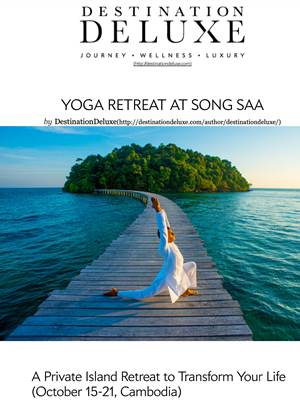 DESTINATION
DELUXE
JOURNEY • WELLNESS • LUXURY
(http://destinationdeluxe.com)
YOGA RETREAT AT SONG SAA
by DestinationDeluxe(http://destinationdeluxe.com/author/destinationdeluxe/)
A Private Island Retreat to Transform Your Life
(October 15-21, Cambodia)